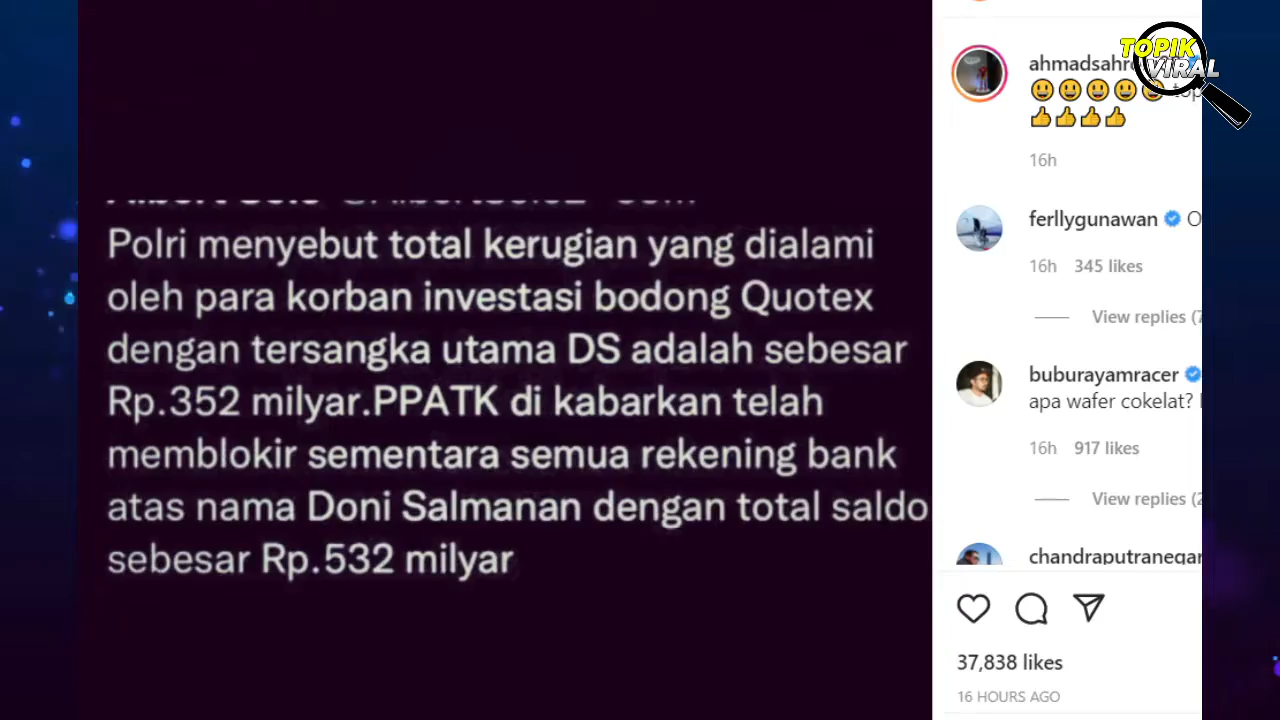 Polri menyebut total kerugian yang dialami
oleh para korban investasi bodong Quotex
dengan tersangka utama DS adalah sebesar
Rp.352 milyar.PPATK di kabarkan telah
memblokir sementara semua rekening bank
atas nama Doni Salmanan dengan total saldo
sebesar Rp.532 milyar
TOPIK
VIRAL
😃😃😃😃😃
👍👍👍👍
16h
ferllygunawan O
16h 345 likes
View replies (
buburayamracer
apa wafer cokelat?
16h 917 likes
View replies (
chandraputranegar
37,838 likes
16 HOURS AGO